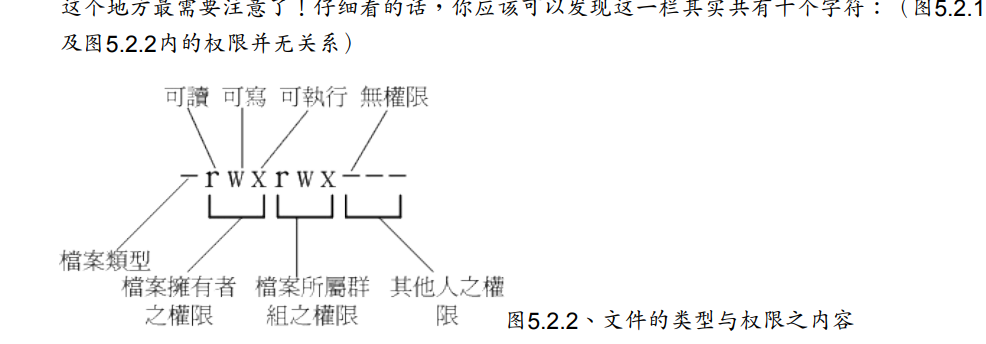 这个地方最需要注意了！仔细看的话，你应该可以发现这一栏其实共有十个字符：（图5.2.1
及图5.2.2内的权限并无关系）
可讀 可寫 可執行 無權限
-rwxrwx---
檔案類型
檔案擁有者 檔案所屬群 其他人之權
之權限 組之權限 限
图5.2.2、文件的类型与权限之内容